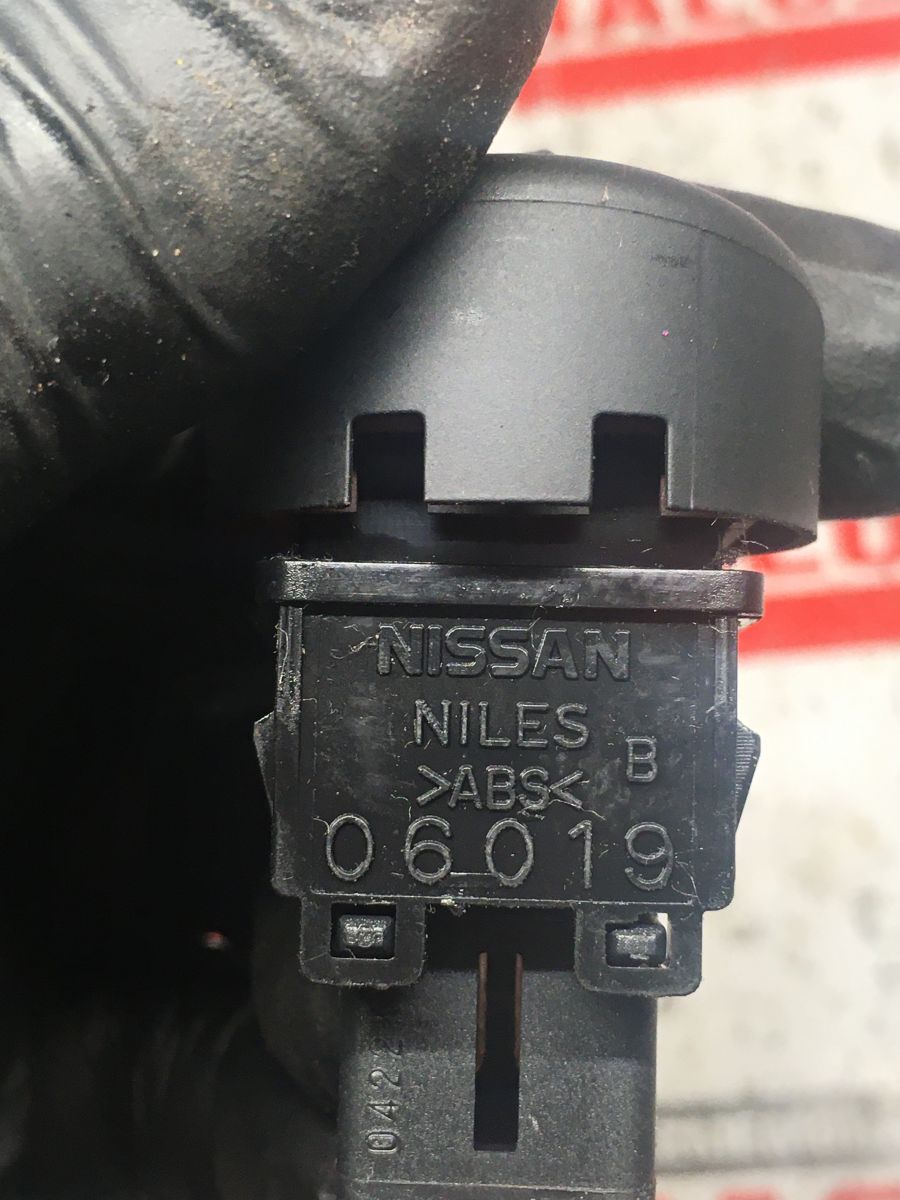 NISSAN
NILES
>ABS< B
06019